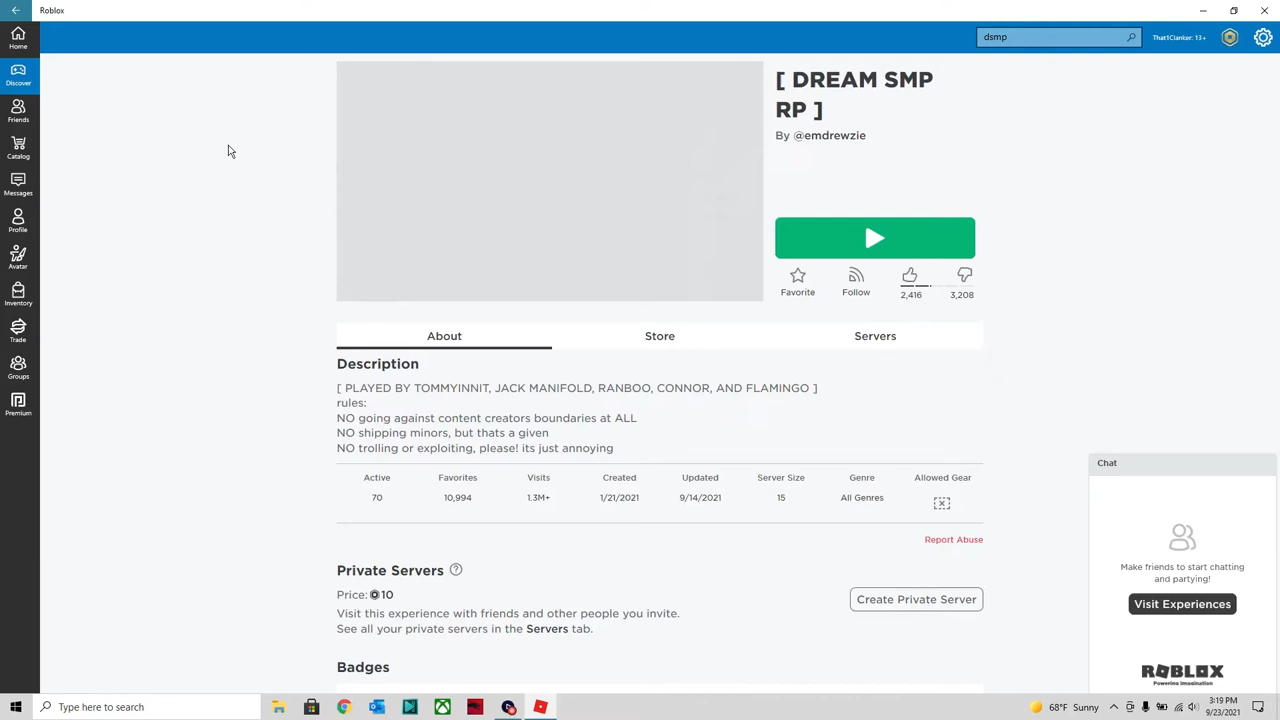 Roblox
Home
Discover
Friends
Catalog
Messages
Profile
Avatar
Inventory
Trade
Groups
Premium
dsmp
That1Clanker: 13+
[ DREAM SMP
RP ]
By @emdrewzie
Favorite
Follow
2,416
3,208
About
Store
Servers
Description
[ PLAYED BY TOMMYINNIT, JACK MANIFOLD, RANBOO, CONNOR, AND FLAMINGO ]
rules:
NO going against content creators boundaries at ALL
NO shipping minors, but thats a given
NO trolling or exploiting, please! its just annoying
Active
Favorites
Visits
Created
Updated
Server Size
Genre
Allowed Gear
70
10,994
1.3M+
1/21/2021
9/14/2021
15
All Genres
Report Abuse
Private Servers
Price: 10
Create Private Server
Visit this experience with friends and other people you invite.
See all your private servers in the Servers tab.
Badges
Chat
Make friends to start chatting
and partying!
Visit Experiences
ROBLOX
Powering Imagination
Type here to search
68°F Sunny
3:19 PM
9/23/2021